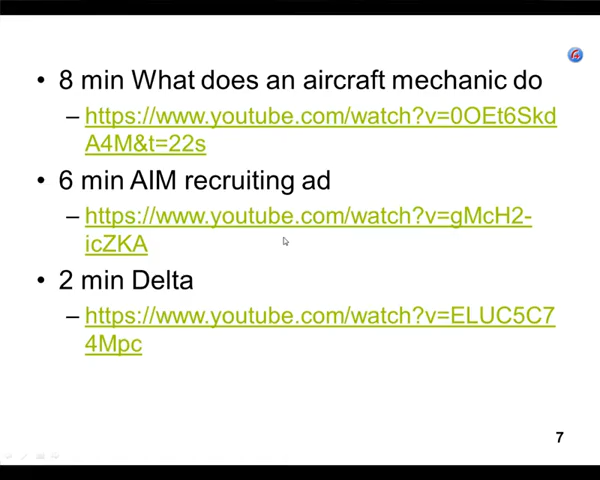 • 8 min What does an aircraft mechanic do
– https://www.youtube.com/watch?v=0OEt6Skd
A4M&t=22s
• 6 min AIM recruiting ad
– https://www.youtube.com/watch?v=gMcH2-
icZKA
• 2 min Delta
– https://www.youtube.com/watch?v=ELUC5C7
4Mpc
7